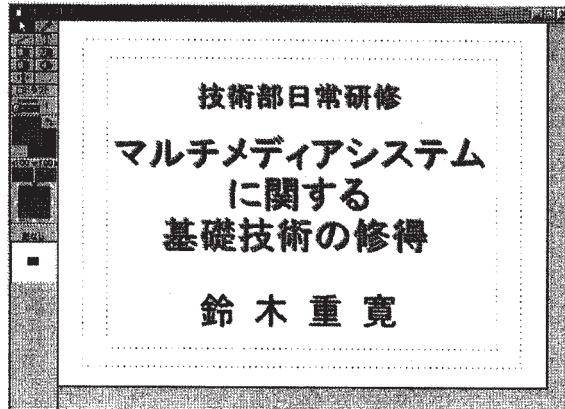 技術部日常研修
マルチメディアシステム
に関する
基礎技術の修得
鈴木重寛